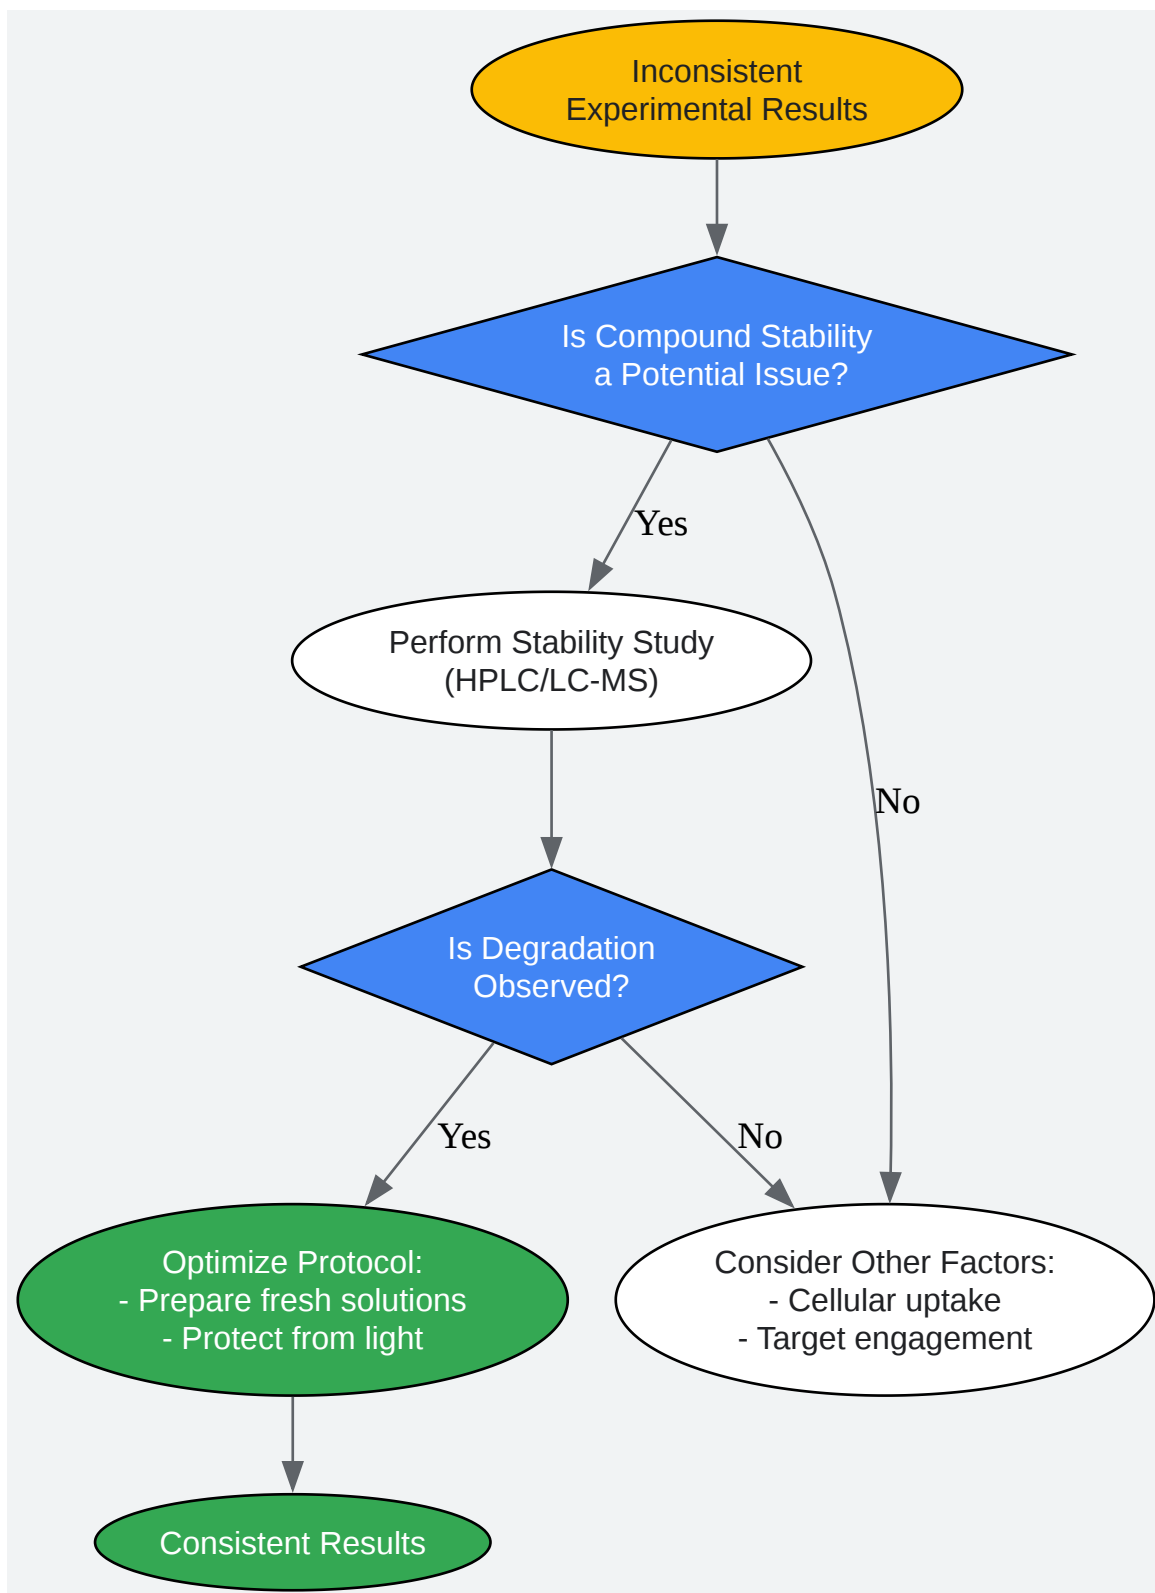 Inconsistent
Experimental Results
Is Compound Stability
a Potential Issue?
Yes
Perform Stability Study
(HPLC/LC-MS)
No
Is Degradation
Observed?
Yes
No
Optimize Protocol:
- Prepare fresh solutions
- Protect from light
Consider Other Factors:
- Cellular uptake
- Target engagement
Consistent Results